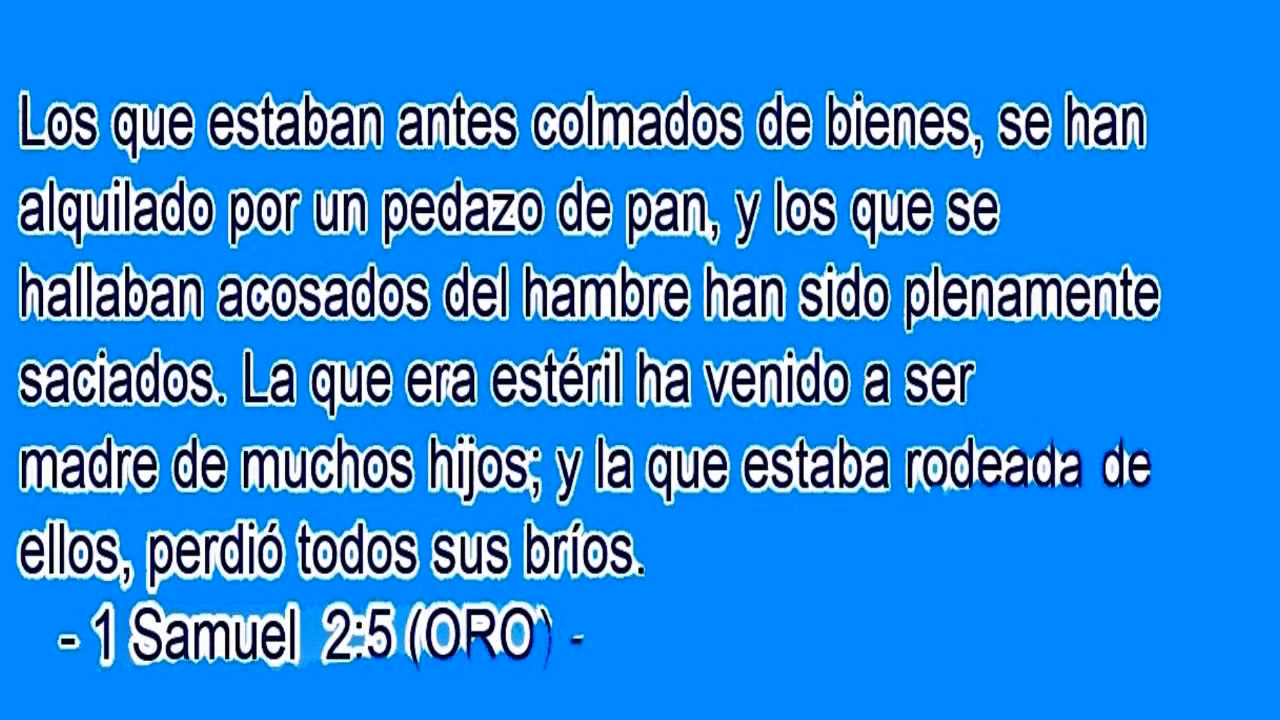 Los que estaban antes colmados de bienes, se han
alquilado por un pedazo de pan, y los que se
hallaban acosados del hambre han sido plenamente
saciados. La que era estéril ha venido a ser
madre de muchos hijos; y la que estaba rodeada de
ellos, perdió todos sus bríos.
- 1 Samuel 2:5 (ORO) -